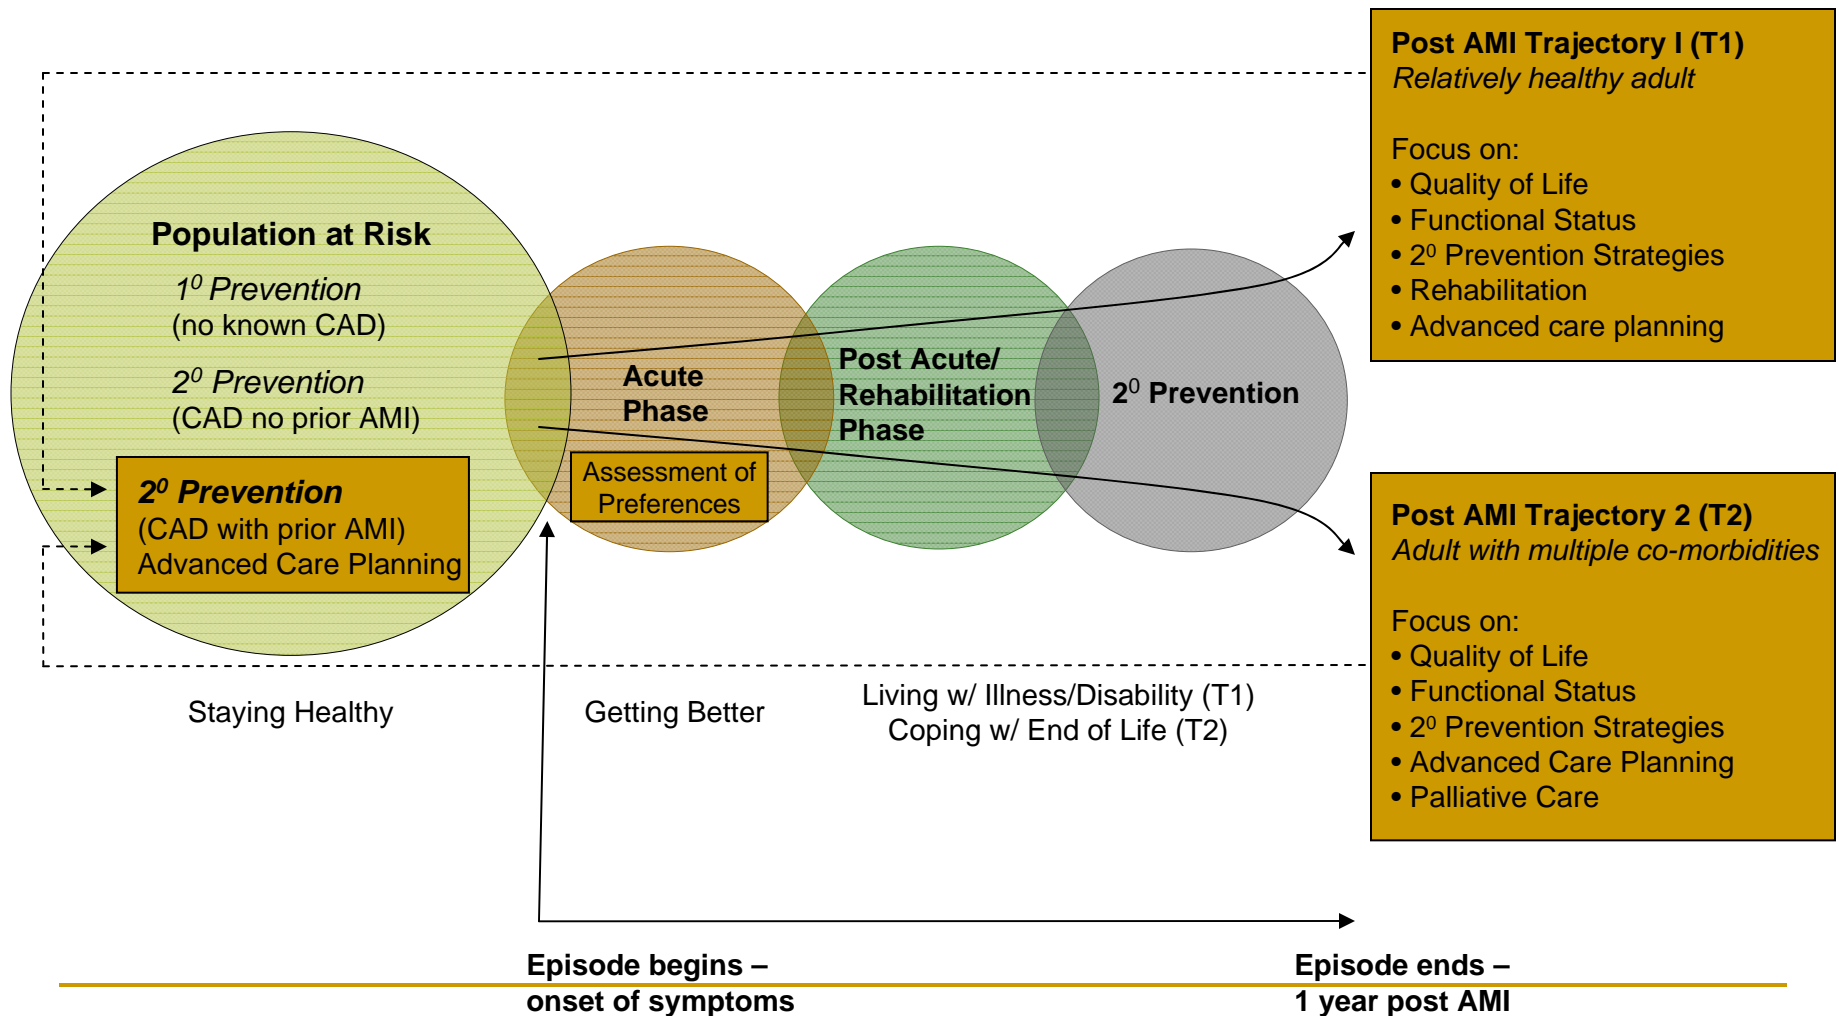 Population at Risk
1⁰ Prevention
(no known CAD)
2⁰ Prevention
(CAD no prior AMI)
2⁰ Prevention
(CAD with prior AMI)
Advanced Care Planning
Acute
Phase
Assessment of
Preferences
Post Acute/
Rehabilitation
Phase
2⁰ Prevention
Post AMI Trajectory I (T1)
Relatively healthy adult
Focus on:
• Quality of Life
• Functional Status
• 2⁰ Prevention Strategies
• Rehabilitation
• Advanced care planning
Post AMI Trajectory 2 (T2)
Adult with multiple co-morbidities
Focus on:
• Quality of Life
• Functional Status
• 2⁰ Prevention Strategies
• Advanced Care Planning
• Palliative Care
Staying Healthy
Getting Better
Living w/ Illness/Disability (T1)
Coping w/ End of Life (T2)
Episode begins –
onset of symptoms
Episode ends –
1 year post AMI